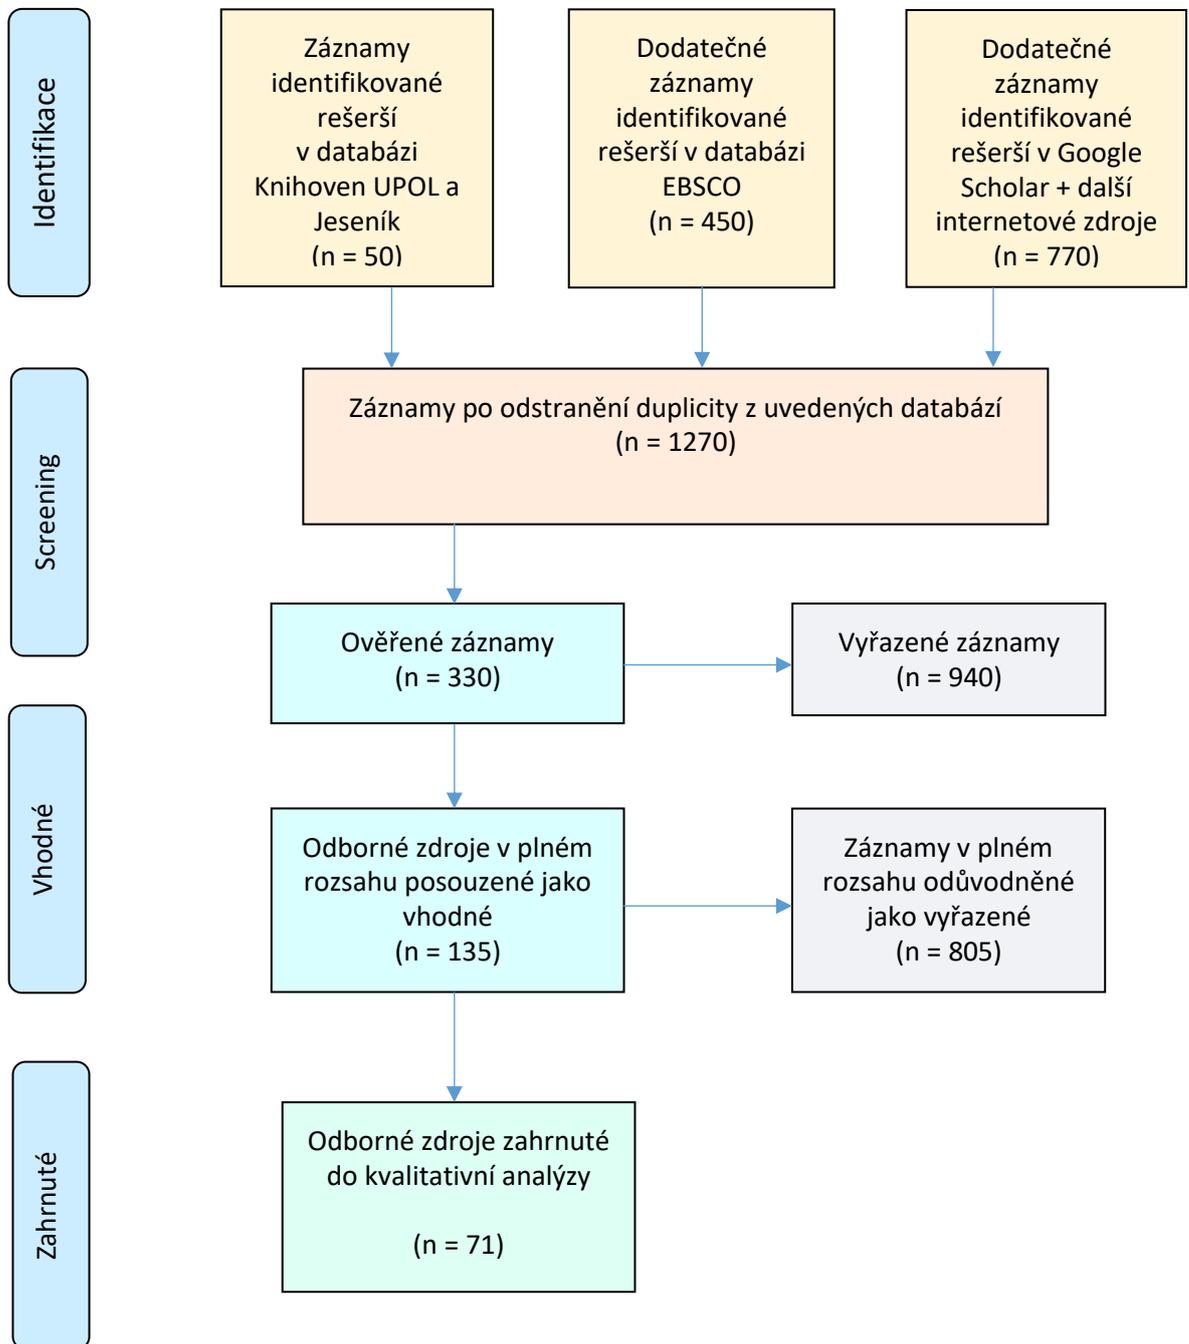 Identifikace
Záznamy
identifikované
rešerší
v databázi
Knihoven UPOL a
Jeseník
(n = 50)
Dodatečné
záznamy
identifikované
rešerší v databázi
EBSCO
(n = 450)
Dodatečné
záznamy
identifikované
rešerší v Google
Scholar + další
internetové zdroje
(n = 770)
Screening
Záznamy po odstranění duplicity z uvedených databází
(n = 1270)
Ověřené záznamy
(n = 330)
Vyřazené záznamy
(n = 940)
Vhodné
Odborné zdroje v plném
rozsahu posouzené jako
vhodné
(n = 135)
Záznamy v plném
rozsahu odůvodněné
jako vyřazené
(n = 805)
Zahrnuté
Odborné zdroje zahrnuté
do kvalitativní analýzy
(n = 71)